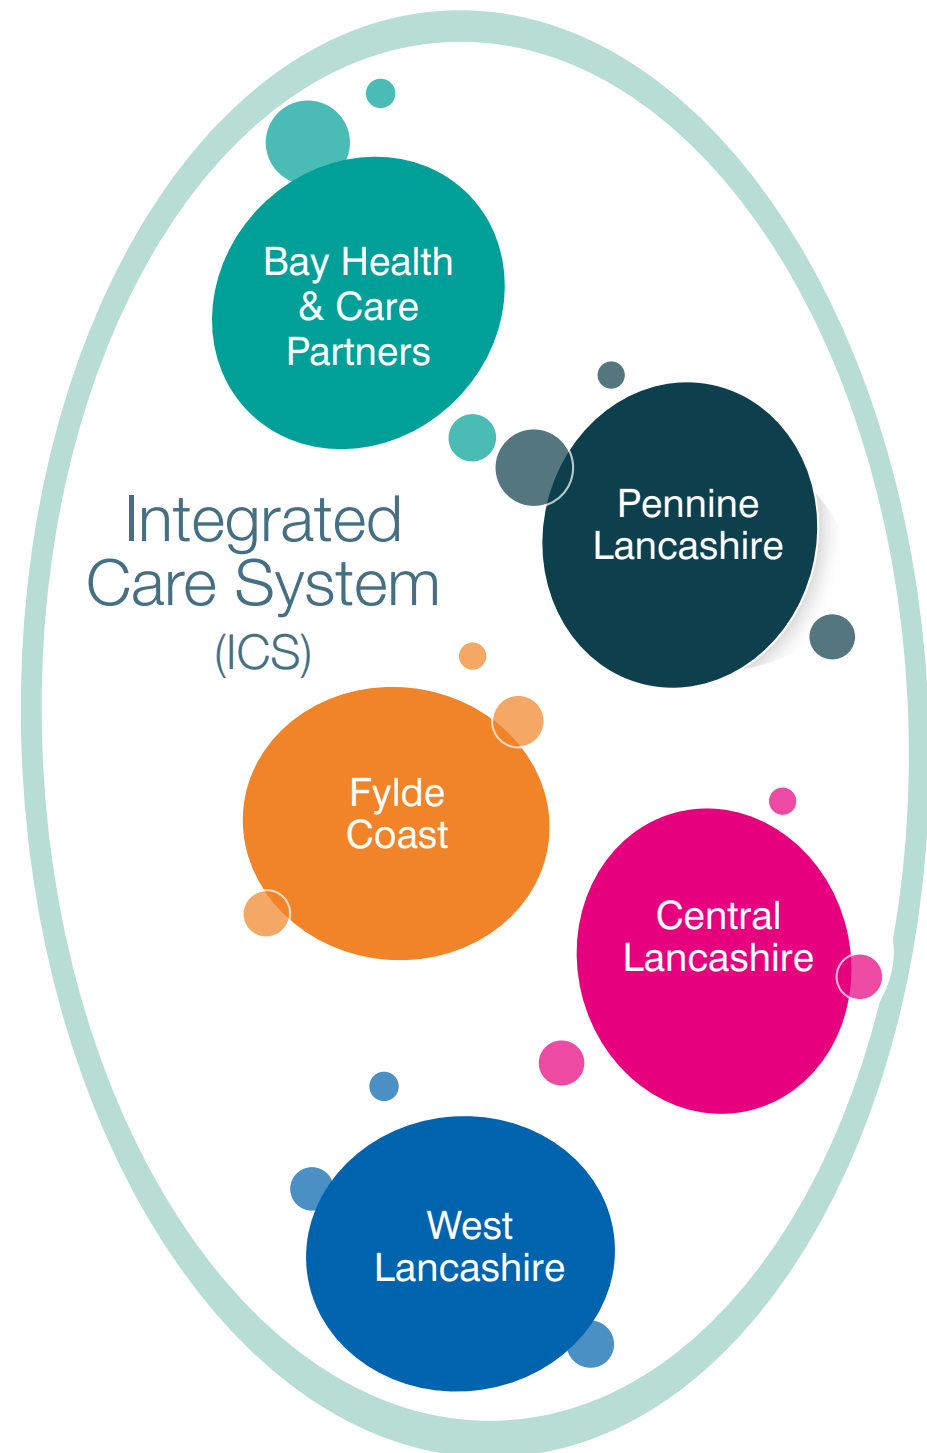 Bay Health
& Care
Partners
Pennine
Lancashire
Integrated
Care System
(ICS)
Fylde
Coast
Central
Lancashire
West
Lancashire